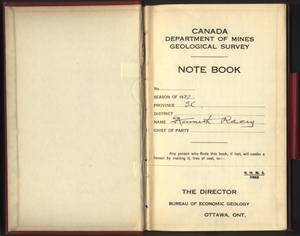 CANADA
DEPARTMENT OF MINES
GEOLOGICAL SURVEY
NOTE BOOK
No.
SEASON OF 1937
PROVINCE BC
DISTRICT
NAME Kenneth Racey
CHIEF OF PARTY
Any person who finds this book, if lost, will confer a
favour by mailing it, free of cost, to:—
THE DIRECTOR
BUREAU OF ECONOMIC GEOLOGY
OTTAWA, ONT.